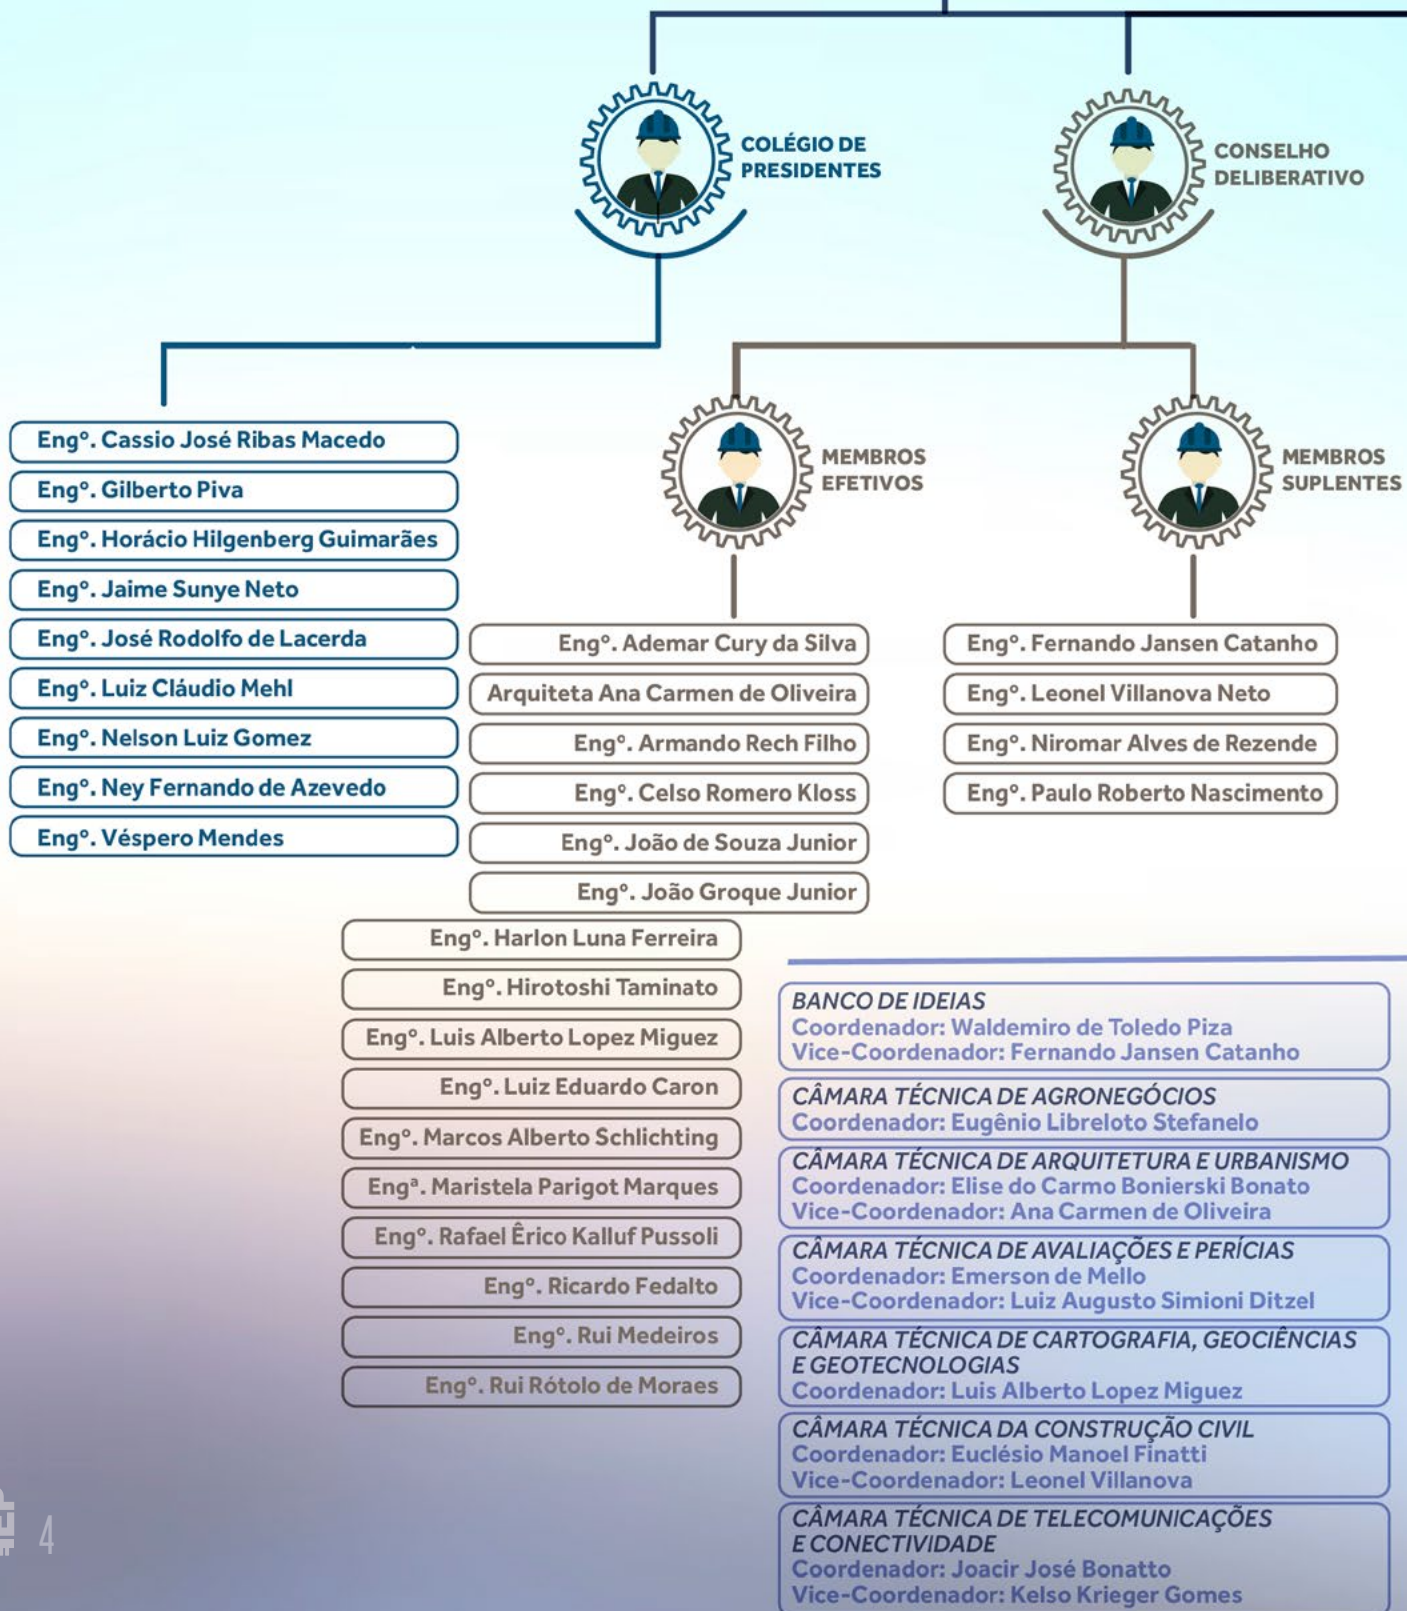 COLÉGIO DE
PRESIDENTES
CONSELHO
DELIBERATIVO
Engº. Cassio José Ribas Macedo
Engº. Gilberto Piva
Engº. Horácio Hilgenberg Guimarães
Engº. Jaime Sunye Neto
Engº. José Rodolfo de Lacerda
Engº. Luiz Cláudio Mehl
Engº. Nelson Luiz Gomez
Engº. Ney Fernando de Azevedo
Engº. Véspero Mendes
MEMBROS
EFETIVOS
Engº. Ademar Cury da Silva
Arquiteta Ana Carmen de Oliveira
Engº. Armando Rech Filho
Engº. Celso Romero Kloss
Engº. João de Souza Junior
Engº. João Groque Junior
Engº. Harlon Luna Ferreira
Engº. Hirotoshi Taminato
Engº. Luis Alberto Lopez Miguez
Engº. Luiz Eduardo Caron
Engº. Marcos Alberto Schlichting
Engª. Maristela Parigot Marques
Engº. Rafael Êrico Kalluf Pussoli
Engº. Ricardo Fedalto
Engº. Rui Medeiros
Engº. Rui Rótolo de Moraes
MEMBROS
SUPLENTES
Engº. Fernando Jansen Catanho
Engº. Leonel Villanova Neto
Engº. Niromar Alves de Rezende
Engº. Paulo Roberto Nascimento
BANCO DE IDEIAS
Coordenador: Waldemiro de Toledo Piza
Vice-Coordenador: Fernando Jansen Catanho
CÂMARA TÉCNICA DE AGRONEGÓCIOS
Coordenador: Eugênio Libreloto Stefanelo
CÂMARA TÉCNICA DE ARQUITETURA E URBANISMO
Coordenador: Elise do Carmo Bonierski Bonato
Vice-Coordenador: Ana Carmen de Oliveira
CÂMARA TÉCNICA DE AVALIAÇÕES E PERÍCIAS
Coordenador: Emerson de Mello
Vice-Coordenador: Luiz Augusto Simioni Ditzel
CÂMARA TÉCNICA DE CARTOGRAFIA, GEOCIÊNCIAS
E GEOTECNOLOGIAS
Coordenador: Luis Alberto Lopez Miguez
CÂMARA TÉCNICA DA CONSTRUÇÃO CIVIL
Coordenador: Euclésio Manoel Finatti
Vice-Coordenador: Leonel Villanova
CÂMARA TÉCNICA DE TELECOMUNICAÇÕES
E CONECTIVIDADE
Coordenador: Joacir José Bonatto
Vice-Coordenador: Kelso Krieger Gomes
4